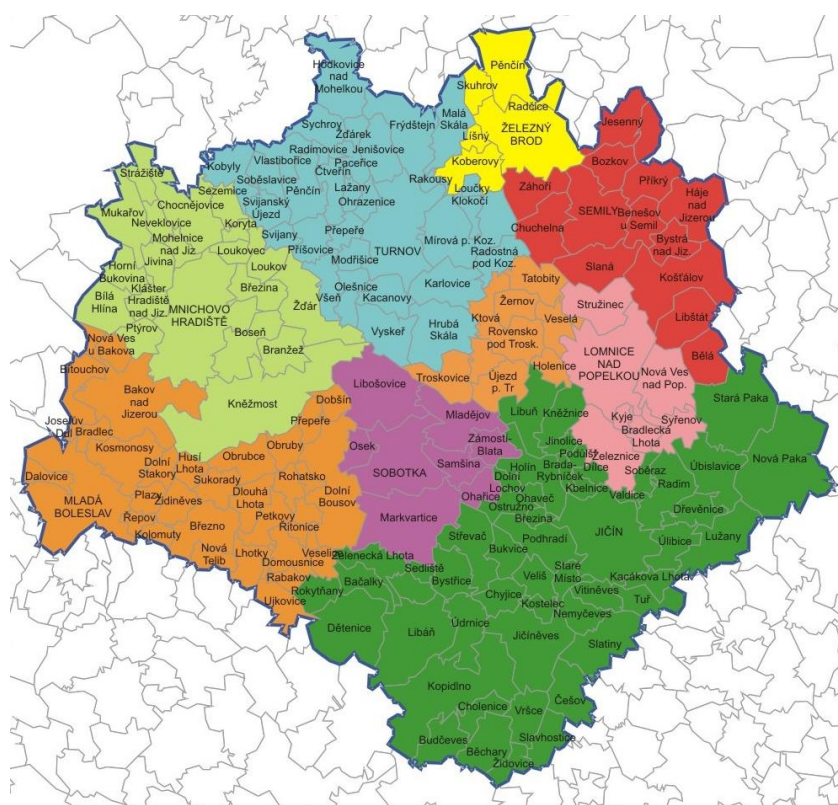 Hodkovice
nad
Mohelkou
Pěnčín
Skuhrov
Radčice
Malá
Skála
Frýdštejn
Sychrov
Žďárek
Líšný
ŽELEZNÝ
BROD
Jesenný
Radimovice
Jenišovice
Vlastibořice
Paceřice
Čtveřín
Koberovy
Bozkov
Kobyly
Soběslavice
Lažany
Rakousy
Loučky
Klokočí
Záhoří
Příkrý
Háje
nad
Jizerou
Strážiště
Sezemice
Pěnčín
Ohrazenice
SEMILY
Benešov
u Semil
Chocnějovice
Svijanský
Újezd
Mukařov
Neveklovice
Koryta
Svijany
Přepeře
TURNOV
Mírová p. Koz.
Chuchelna
Bystrá
nad Jiz.
Mohelnice
nad Jiz.
Loukovec
Příšovice
Modřišice
Radostná
pod Koz.
Jivina
Loukov
Slaná
Košťálov
Horní
Bukovina
Tatobity
Klášter
Hradiště
nad Jiz.
Březina
Olešnice
Karlovice
Bílá
Hlína
Všeň
Kacanovy
Žernov
Stružinec
Žďár
MNICHOVO
HRADIŠTĚ
Ktová
Veselá
Libštát
Ptýrov
Boseň
Vyskeř
Hrubá
Skála
Rovensko
pod Trosk.
Nová Ves
u Bakova
Branžež
LOMNICE
NAD
POPELKOU
Bělá
Bítouchov
Troskovice
Újezd
p. Tr
Holenice
Nová Ves
nad Pop.
Libošovice
Bakov
nad
Jizerou
Kněžmost
Dobšín
Stará Paka
Josefův
Důl
Bradlec
Přepeře
Mladějov
Libuň
Kněžnice
Kyje
Syřenov
Bradlecká
Lhota
Kosmonosy
Obruby
Osek
Zámostí-
Blata
Jinolice
Podůlší
Železnice
Nová Paka
Husí
Lhota
Obrubce
Dolní
Stakory
Samšina
Holín
Brada-
Rybníček
Dílce
Soběraz
Úbislavice
Dalovice
Sukorady
Rohatsko
SOBOTKA
Dolní
Lochov
Kbelnice
Radim
MLADÁ
BOLESLAV
Plazy
Židiněves
Dlouhá
Lhota
Dolní
Bousov
Ohařice
Ohaveč
Valdice
Ostružno
Březina
Dřevěnice
Řepov
Petkovy
Markvartice
Kolomuty
Březno
Řitonice
Střevač
Podhradí
JIČÍN
Lužany
Úlibice
Nová
Telib
Lhotky
Veselice
Zelenecká Lhota
Bukvice
Domousnice
Sedliště
Staré
Místo
Rabakov
Bačalky
Bystřice
Veliš
Kacákova Lhota
Rokytňany
Vitiněves
Chyjice
Tuř
Ujkovice
Kostelec
Nemyčeves
Dětenice
Libáň
Údrnice
Jičíněves
Slatiny
Kopidlno
Cholenice
Vršce
Češov
Budčeves
Slavhostice
Běchary
Židovice